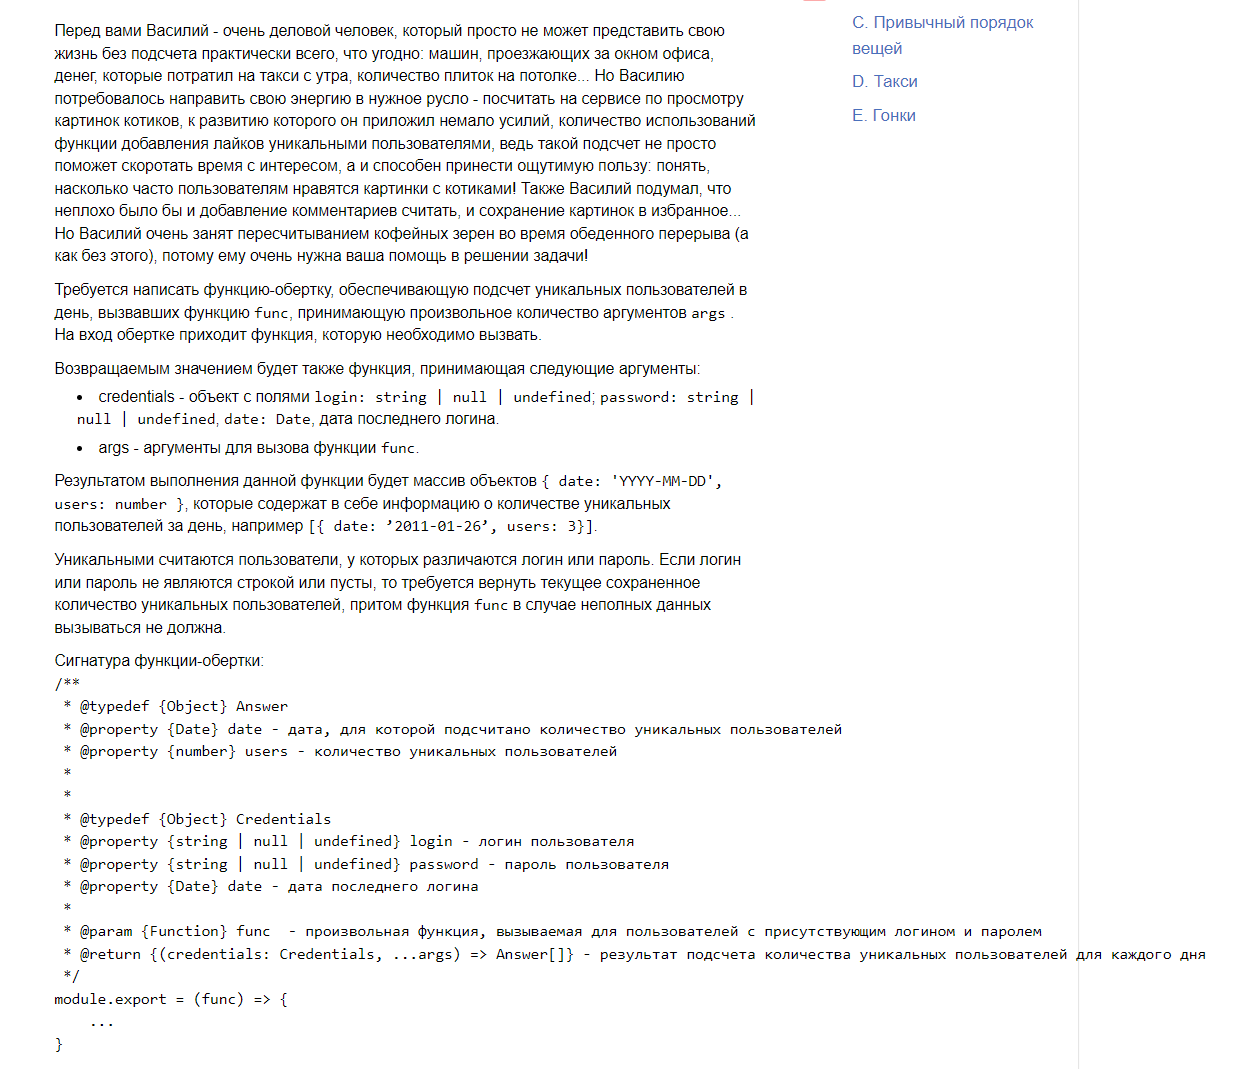 Перед вами Василий - очень деловой человек, который просто не может представить свою
жизнь без подсчета практически всего, что угодно: машин, проезжающих за окном офиса,
денег, которые потратил на такси с утра, количество плиток на потолке... Но Василию
потребовалось направить свою энергию в нужное русло - посчитать на сервисе по просмотру
картинок котиков, к развитию которого он приложил немало усилий, количество использований
функции добавления лайков уникальными пользователями, ведь такой подсчет не просто
поможет скоротать время с интересом, а и способен принести ощутимую пользу: понять,
насколько часто пользователям нравятся картинки с котиками! Также Василий подумал, что
неплохо было бы и добавление комментариев считать, и сохранение картинок в избранное...
Но Василий очень занят пересчитыванием кофейных зерен во время обеденного перерыва (а
как без этого), потому ему очень нужна ваша помощь в решении задачи!
Требуется написать функцию-обертку, обеспечивающую подсчет уникальных пользователей в
день, вызвавших функцию func, принимающую произвольное количество аргументов args .
На вход обертке приходит функция, которую необходимо вызвать.
Возвращаемым значением будет также функция, принимающая следующие аргументы:
• credentials - объект с полями login: string | null | undefined; password: string |
null | undefined, date: Date, дата последнего логина.
• args - аргументы для вызова функции func.
Результатом выполнения данной функции будет массив объектов { date: 'YYYY-MM-DD',
users: number }, которые содержат в себе информацию о количестве уникальных
пользователей за день, например [{ date: ’2011-01-26’, users: 3}].
Уникальными считаются пользователи, у которых различаются логин или пароль. Если логин
или пароль не являются строкой или пусты, то требуется вернуть текущее сохраненное
количество уникальных пользователей, притом функция func в случае неполных данных
вызываться не должна.
Сигнатура функции-обертки:
/**
* @typedef {Object} Answer
* @property {Date} date - дата, для которой подсчитано количество уникальных пользователей
* @property {number} users - количество уникальных пользователей
*
*
* @typedef {Object} Credentials
* @property {string | null | undefined} login - логин пользователя
* @property {string | null | undefined} password - пароль пользователя
* @property {Date} date - дата последнего логина
*
* @param {Function} func  - произвольная функция, вызываемая для пользователей с присутствующим логином и паролем
* @return {(credentials: Credentials, ...args) => Answer[]} - результат подсчета количества уникальных пользователей для каждого дня
*/
module.export = (func) => {
...
}
C. Привычный порядок
вещей
D. Такси
E. Гонки